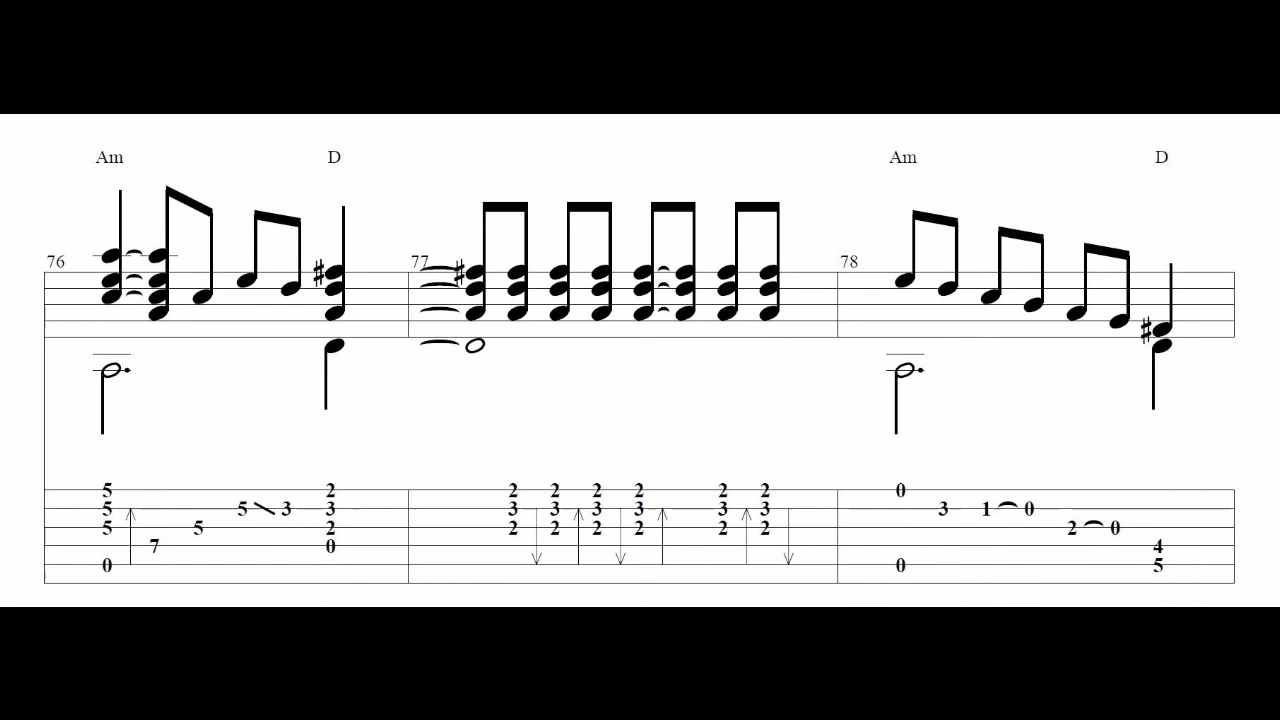 Am D Am D
76 77 78
5 2 2 2 2 2 2 2 0
5 5 3 3 3 3 3 3 3 3 3 1 0
5 5 2 2 2 2 2 2 2 2 0
7 0 4
0 0 5